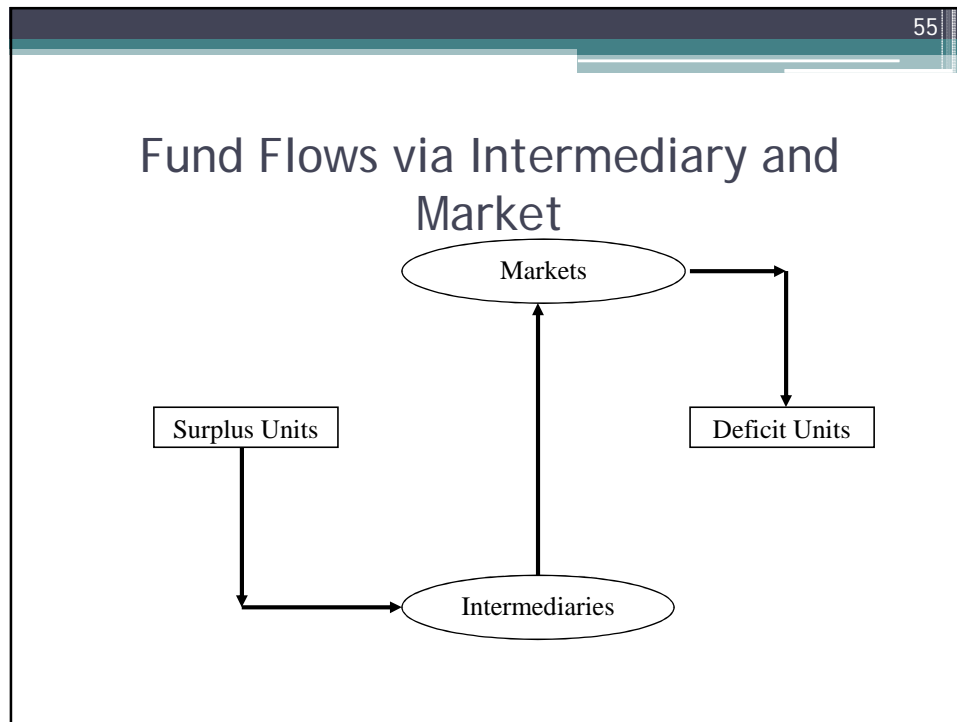 55
Fund Flows via Intermediary and
Market
Markets
Surplus Units
Deficit Units
Intermediaries